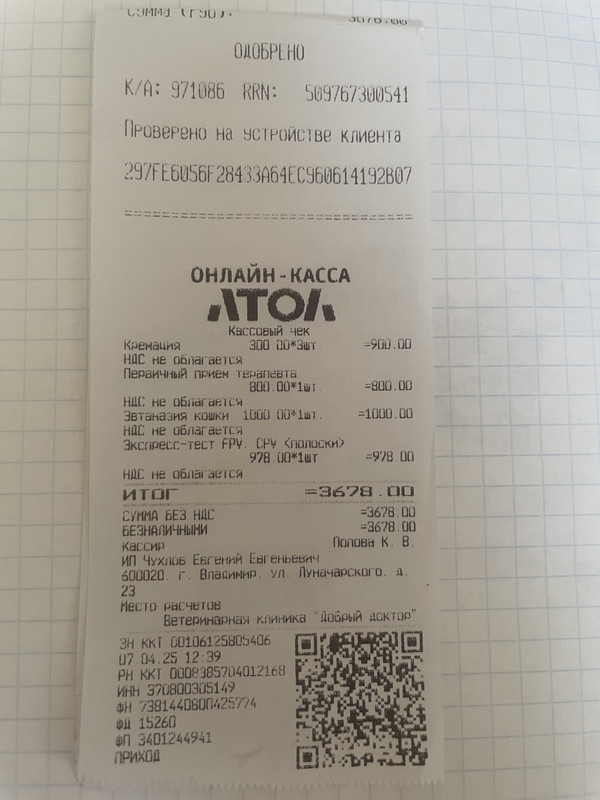 Сумма (Руб): 3678.00
ОДОБРЕНО
К/А: 971086 RRN: 509767300541
Проверено на устройстве клиента
297FE6056F28433A64EC960614192B07
================================
ОНЛАЙН-КАССА
АТОЛ
Кассовый чек
Кремация 300.00*3шт =900.00
НДС не облагается
Первичный прием терапевта
800.00*1шт. =800.00
НДС не облагается
Эвтаназия кошки 1000.00*1шт. =1000.00
НДС не облагается
Экспресс-тест FPV, CPV (полоски)
978.00*1шт =978.00
НДС не облагается
ИТОГ =3678.00
СУММА БЕЗ НДС =3678.00
БЕЗНАЛИЧНЫМИ =3678.00
Кассир Попова К. В.
ИП Чухлов Евгений Евгеньевич
600020, г. Владимир, ул. Луначарского, д.
23
Место расчетов
Ветеринарная клиника "Добрый доктор"
ЗН ККТ 00106125805406
07.04.25 12:39
РН ККТ 0008385704012168
ИНН 370800305149
ФН 7381440800425774
ФД 15260
ФП 3401244941
ПРИХОД